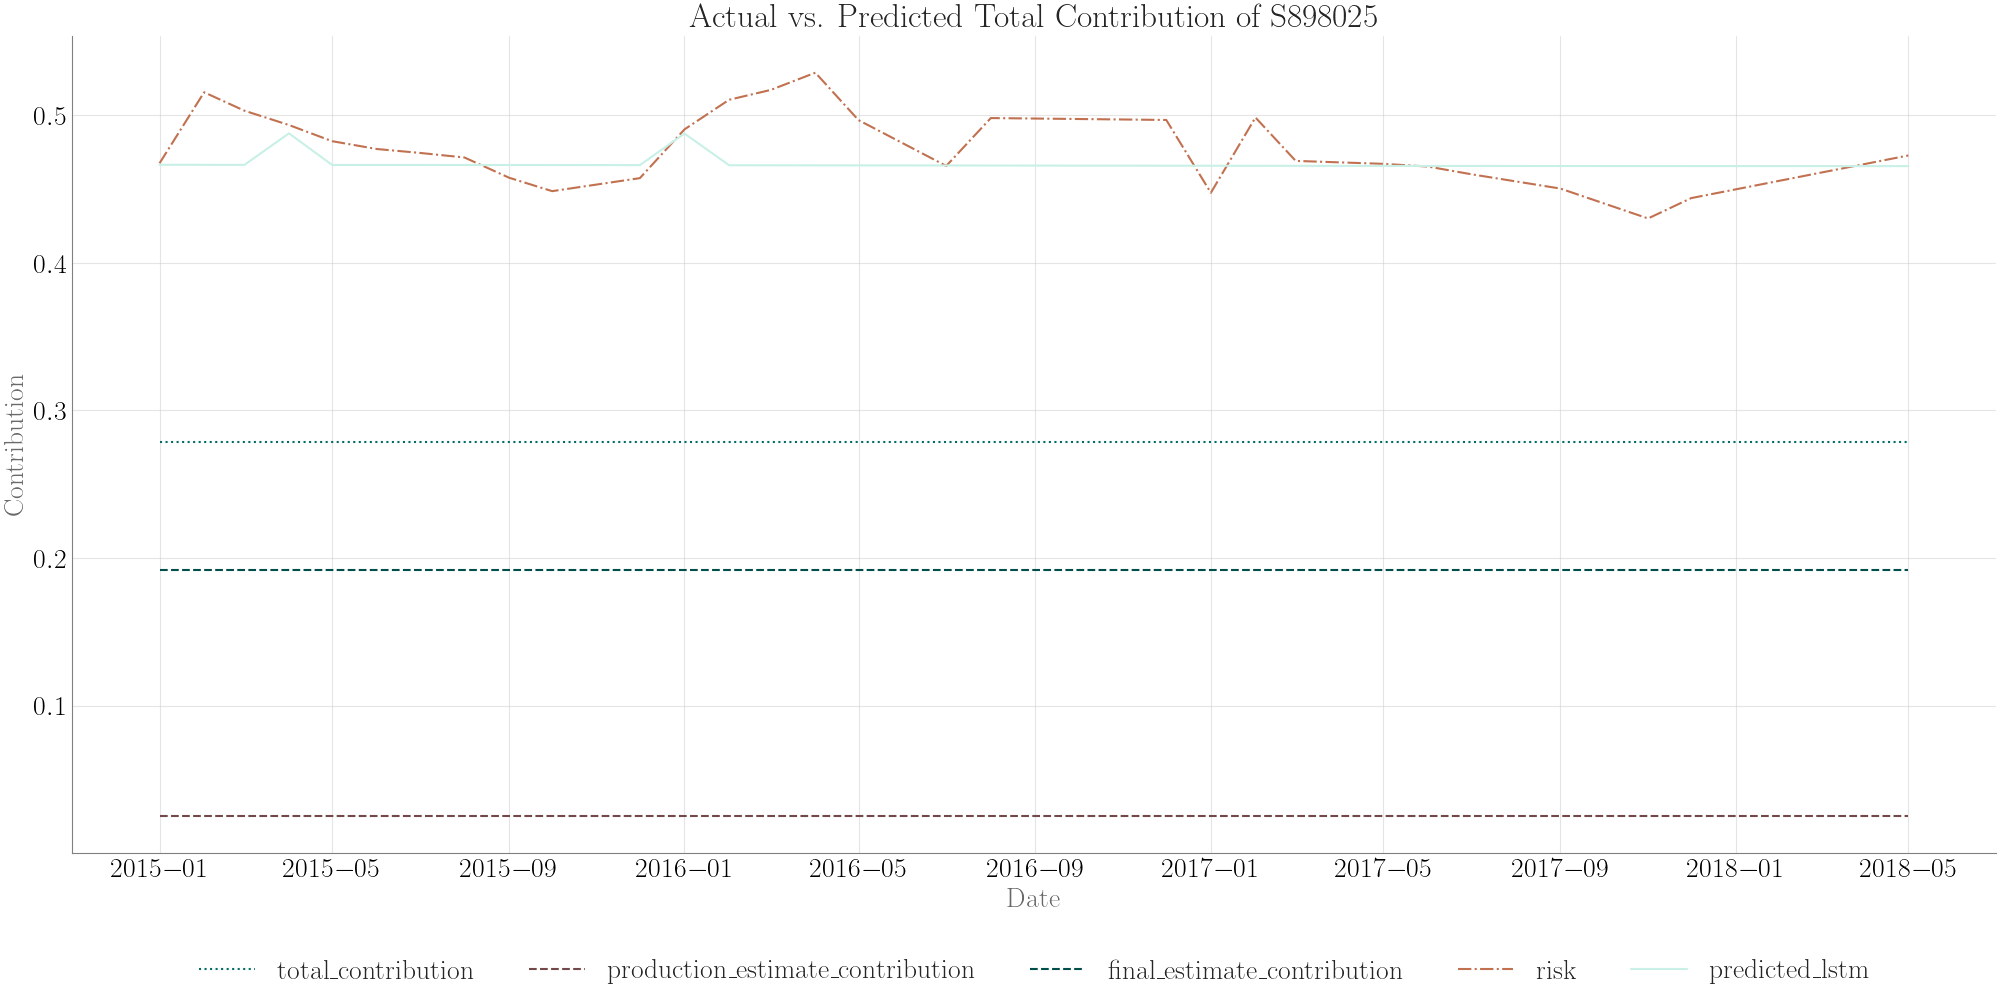 Actual vs. Predicted Total Contribution of S898025
0.5
0.4
0.3
0.2
0.1
Contribution
2015–01 2015–05 2015–09 2016–01 2016–05 2016–09 2017–01 2017–05 2017–09 2018–01 2018–05
Date
total_contribution production_estimate_contribution final_estimate_contribution risk predicted_lstm